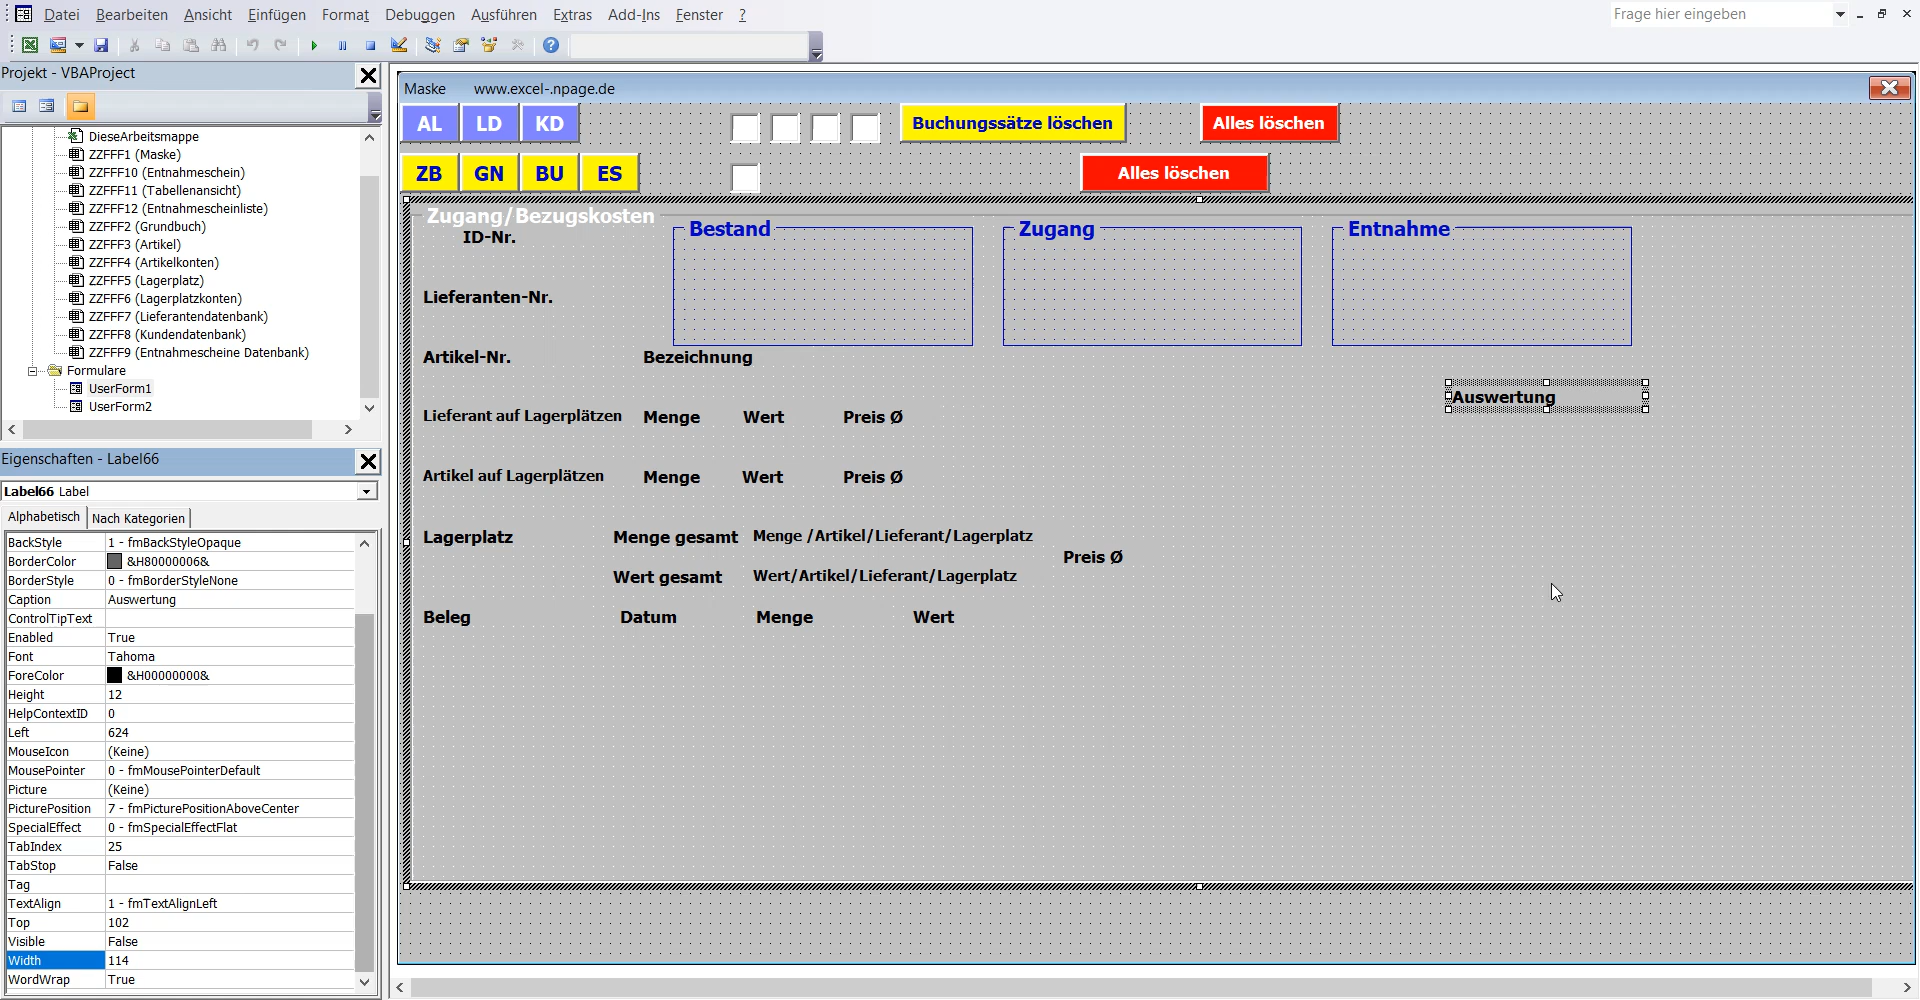 Datei Bearbeiten Ansicht Einfügen Format Debuggen Ausführen Extras Add-Ins Fenster ?
Frage hier eingeben
Projekt - VBAProject
DieseArbeitsmappe
ZZFFF1 (Maske)
ZZFFF10 (Entnahmeschein)
ZZFFF11 (Tabellenansicht)
ZZFFF12 (Entnahmescheinliste)
ZZFFF2 (Grundbuch)
ZZFFF3 (Artikel)
ZZFFF4 (Artikelkonten)
ZZFFF5 (Lagerplatz)
ZZFFF6 (Lagerplatzkonten)
ZZFFF7 (Lieferantendatenbank)
ZZFFF8 (Kundendatenbank)
ZZFFF9 (Entnahmescheine Datenbank)
Formulare
UserForm1
UserForm2
Eigenschaften - Label66
Label66 Label
Alphabetisch Nach Kategorien
BackStyle 1 - fmBackStyleOpaque
BorderColor &H80000006&
BorderStyle 0 - fmBorderStyleNone
Caption Auswertung
ControlTipText
Enabled True
Font Tahoma
ForeColor &H00000000&
Height 12
HelpContextID 0
Left 624
MouseIcon (Keine)
MousePointer 0 - fmMousePointerDefault
Picture (Keine)
PicturePosition 7 - fmPicturePositionAboveCenter
SpecialEffect 0 - fmSpecialEffectFlat
TabIndex 25
TabStop False
Tag
TextAlign 1 - fmTextAlignLeft
Top 102
Visible False
Width 114
WordWrap True
Maske www.excel-.npage.de
AL LD KD Buchungssätze löschen Alles löschen
ZB GN BU ES Alles löschen
Zugang/Bezugskosten
ID-Nr. Bestand Zugang Entnahme
Lieferanten-Nr.
Artikel-Nr. Bezeichnung
Auswertung
Lieferant auf Lagerplätzen Menge Wert Preis Ø
Artikel auf Lagerplätzen Menge Wert Preis Ø
Lagerplatz Menge gesamt Menge /Artikel/Lieferant/Lagerplatz
Preis Ø
Wert gesamt Wert/Artikel/Lieferant/Lagerplatz
Beleg Datum Menge Wert